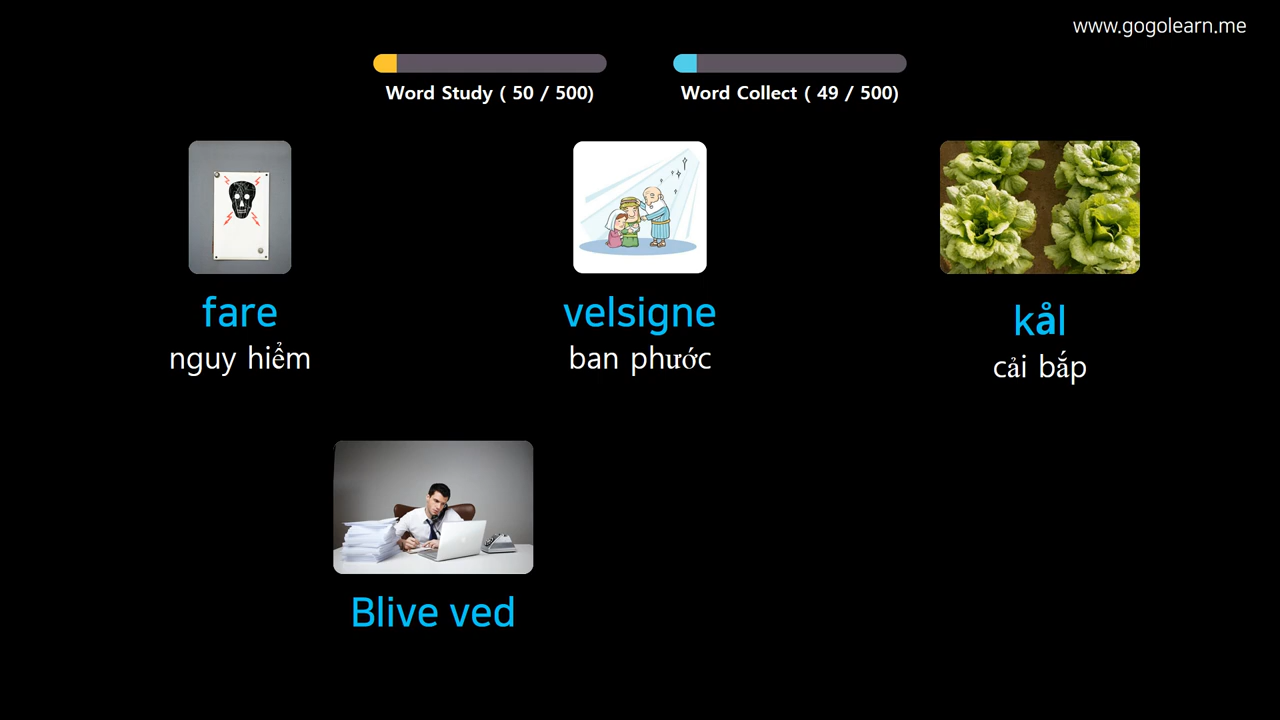 www.gogolearn.me
Word Study ( 50 / 500)
Word Collect ( 49 / 500)
fare
nguy hiểm
velsigne
ban phước
kål
cải bắp
Blive ved